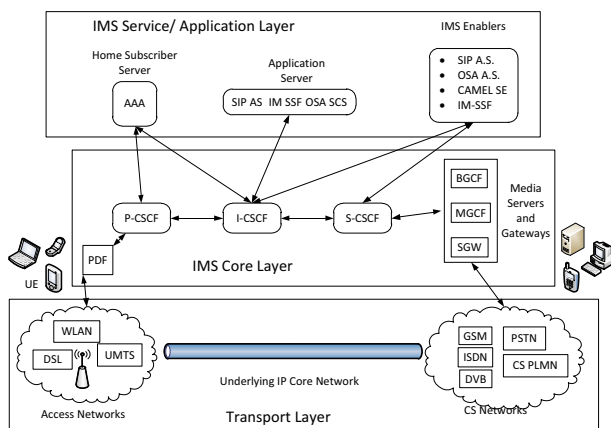 IMS Service/ Application Layer
IMS Enablers
Home Subscriber
Server
Application
Server
• SIP A.S.
• OSA A.S.
• CAMEL SE
• IM-SSF
AAA
SIP AS IM SSF OSA SCS
BGCF
Media
Servers
and
Gateways
P-CSCF
I-CSCF
S-CSCF
MGCF
SGW
PDF
UE
IMS Core Layer
WLAN
DSL
UMTS
GSM
PSTN
ISDN
CS PLMN
DVB
Underlying IP Core Network
Access Networks
CS Networks
Transport Layer